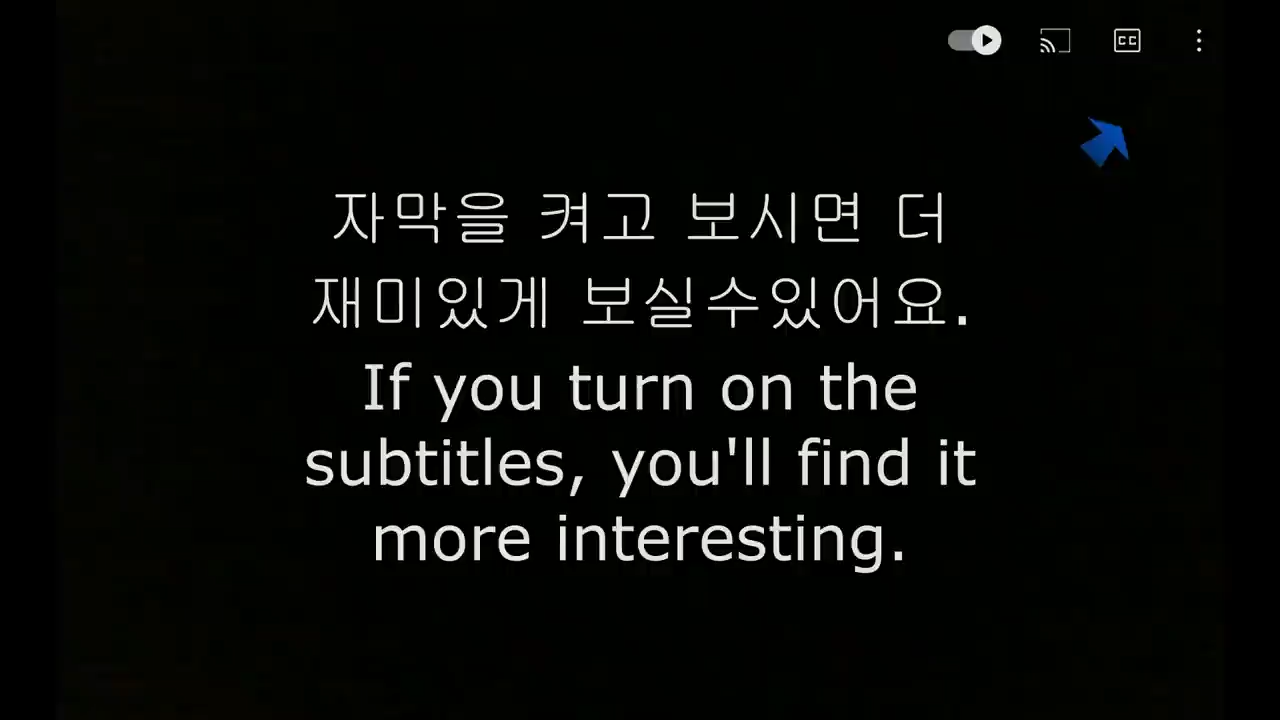 CC
자막을 켜고 보시면 더
재미있게 보실수있어요.
If you turn on the
subtitles, you'll find it
more interesting.